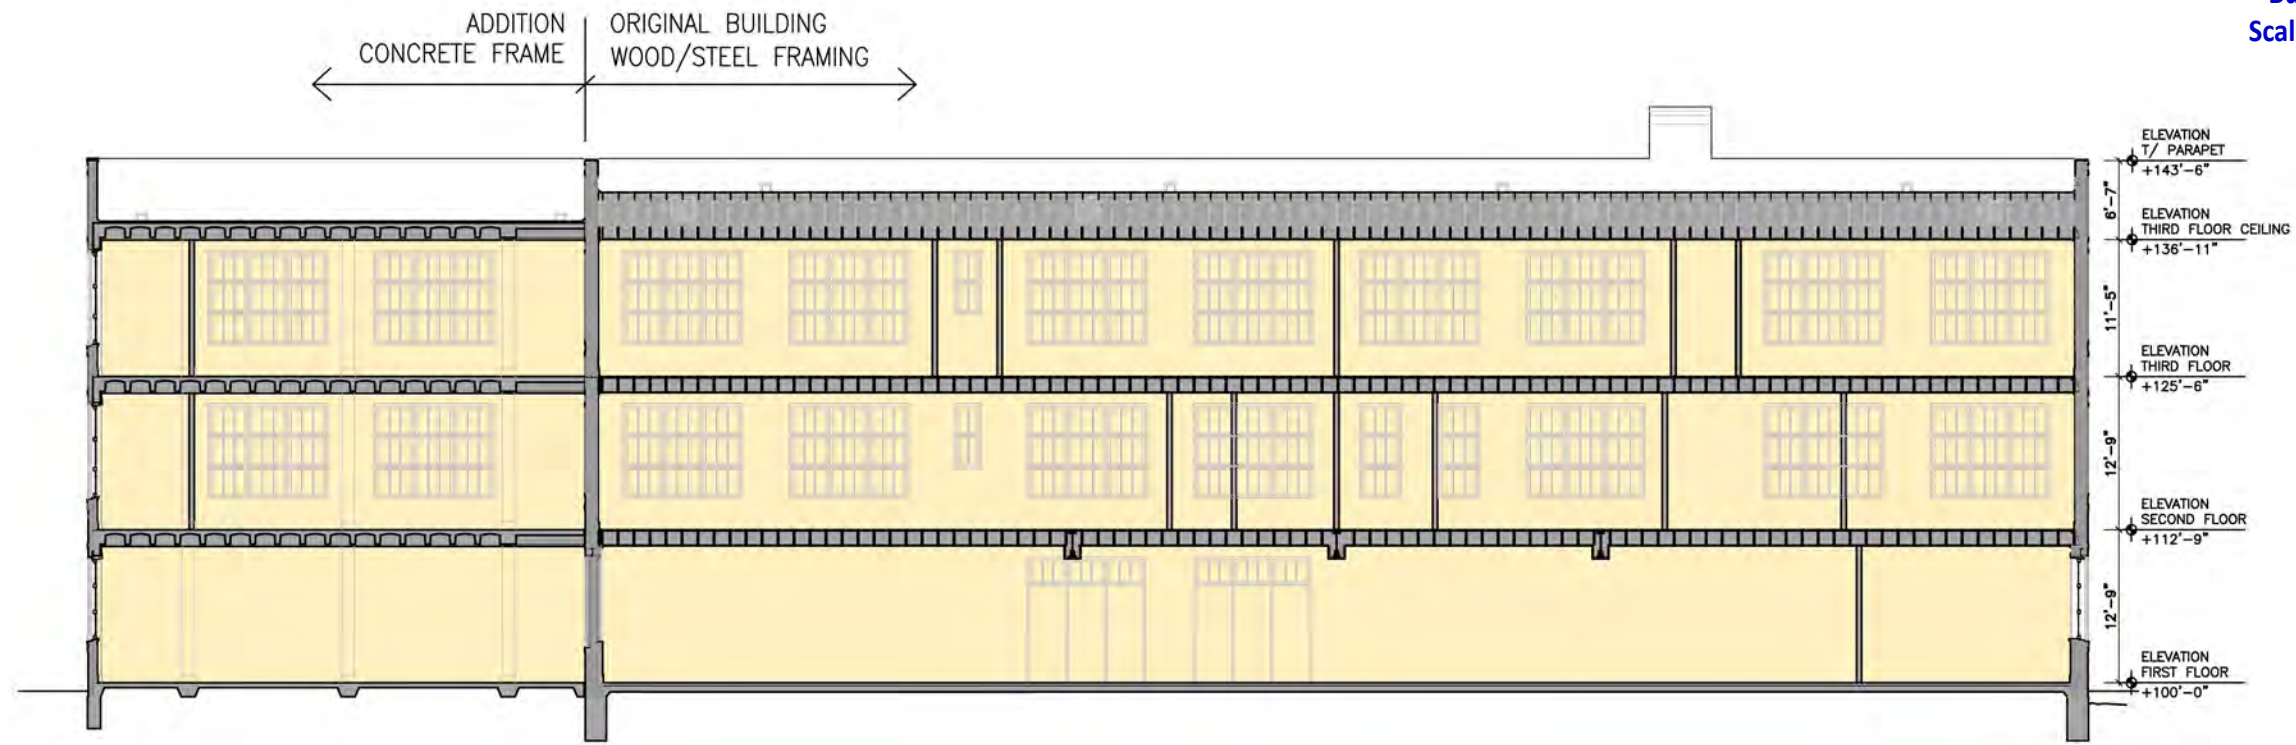 ADDITION
CONCRETE FRAME
ORIGINAL BUILDING
WOOD/STEEL FRAMING
Scal
ELEVATION
T/ PARAPET
+143'-6"
6'-7"
ELEVATION
THIRD FLOOR CEILING
+136'-11"
11'-5"
ELEVATION
THIRD FLOOR
+125'-6"
12'-9"
ELEVATION
SECOND FLOOR
+112'-9"
12'-9"
ELEVATION
FIRST FLOOR
+100'-0"